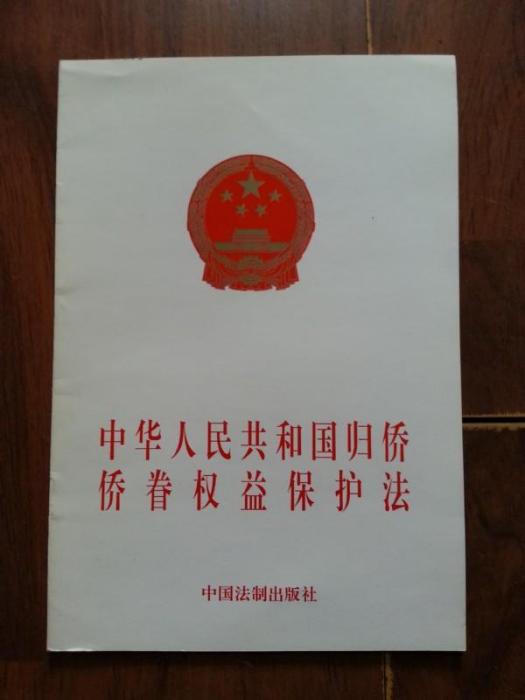 中华人民共和国归侨
侨眷权益保护法
中国法制出版社